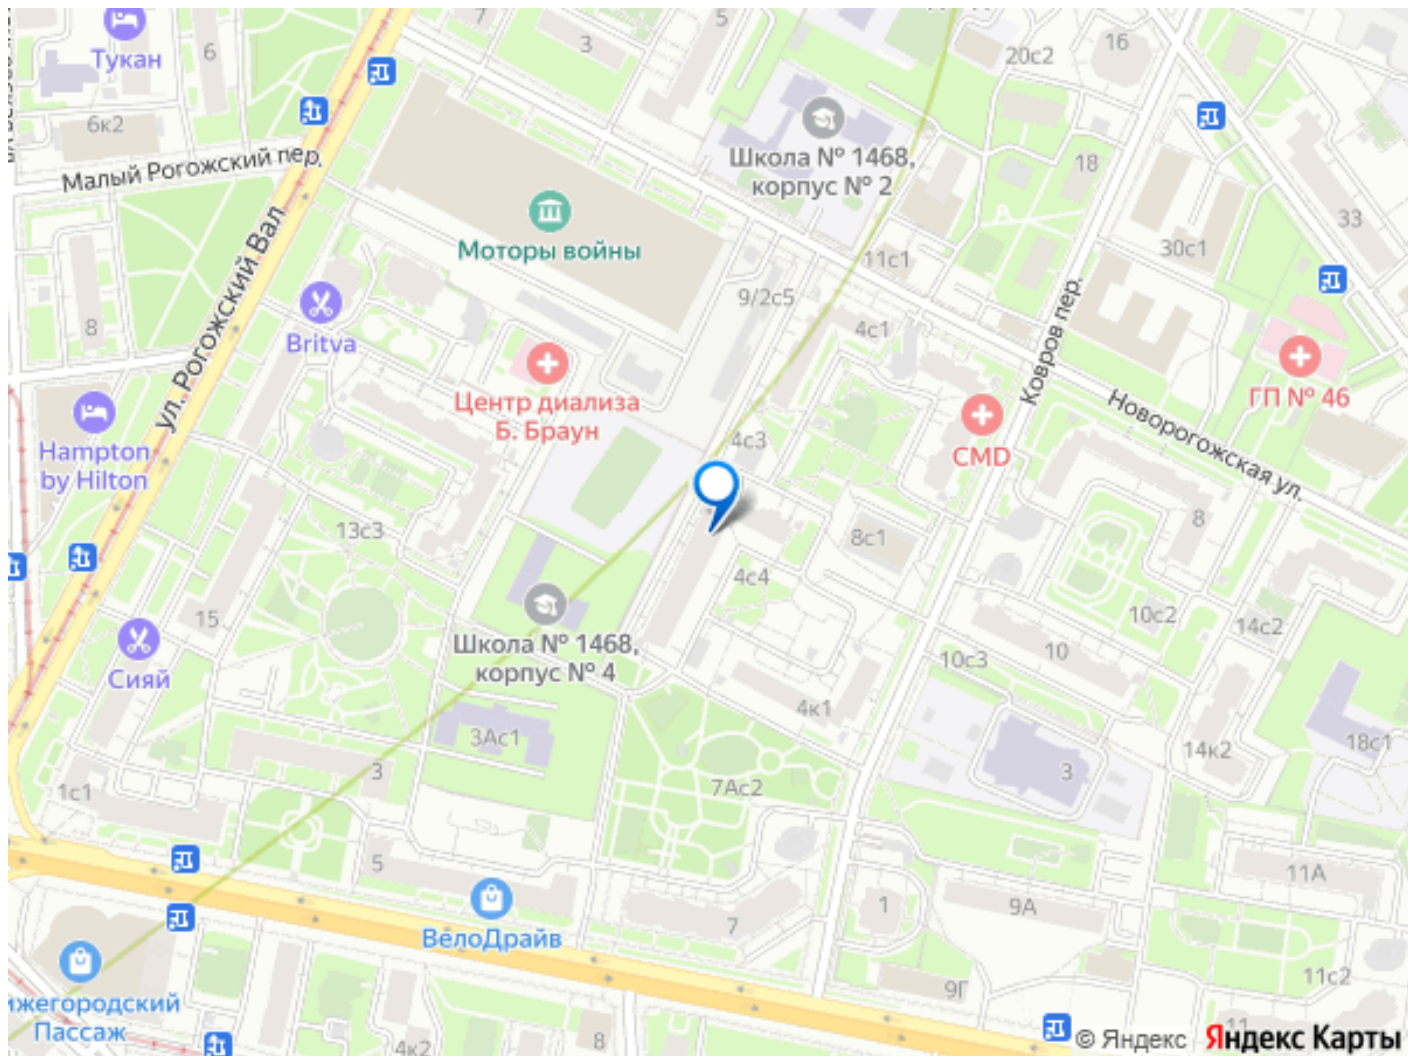 Тукан
6
7
3
5
20с2
16
6к2
Малый Рогожский пер.
Школа № 1468,
корпус № 2
18
33
Моторы войны
11с1
30с1
9/2с5
8
ул. Рогожский Вал
Britva
4с1
Ковров пер.
ГП № 46
Центр диализа
Б. Браун
Hampton
by Hilton
4с3
CMD
Новорогожская ул.
13с3
8с1
8
4с4
15
10с2
14с2
Школа № 1468,
корпус № 4
10
10с3
Сияй
4к1
3Ас1
14к2
18с1
3
3
7Ас2
1с1
5
11А
1
9А
7
ВелоДрайв
11с2
9Г
ижегородский
Пассаж
8
4к2
11
© Яндекс Яндекс Карты